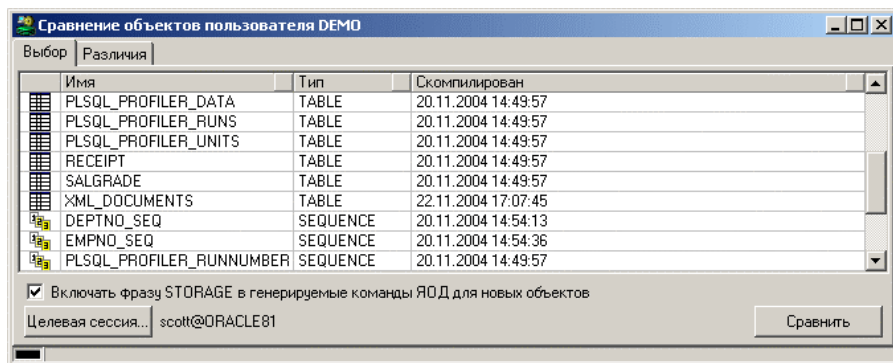 Сравнение объектов пользователя DEMO
Выбор Различия
Имя Тип Скомпилирован
PLSQL_PROFILER_DATA TABLE 20.11.2004 14:49:57
PLSQL_PROFILER_RUNS TABLE 20.11.2004 14:49:57
PLSQL_PROFILER_UNITS TABLE 20.11.2004 14:49:57
RECEIPT TABLE 20.11.2004 14:49:57
SALGRADE TABLE 20.11.2004 14:49:57
XML_DOCUMENTS TABLE 22.11.2004 17:07:45
DEPTNO_SEQ SEQUENCE 20.11.2004 14:54:13
EMPNO_SEQ SEQUENCE 20.11.2004 14:54:36
PLSQL_PROFILER_RUNNUMBER SEQUENCE 20.11.2004 14:49:57
Включать фразу STORAGE в генерируемые команды ЯОД для новых объектов
Целевая сессия... scott@ORACLE81 Сравнить